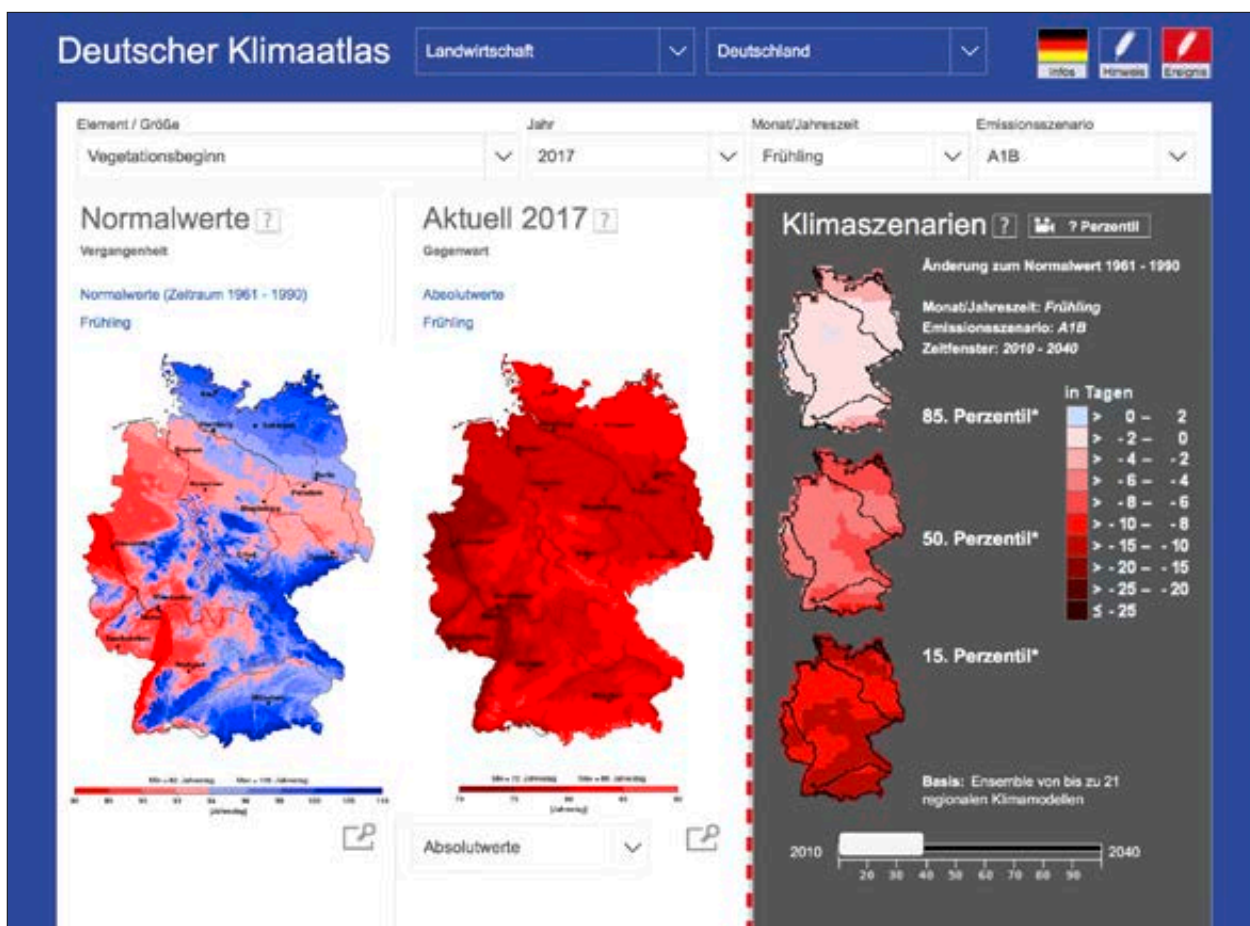 Deutscher Klimaatlas
Landwirtschaft
Deutschland
Infos
Hinweis
Ereignis
Element / Größe
Jahr
Monat/Jahreszeit
Emissionsszenario
Vegetationsbeginn
2017
Frühling
A1B
Normalwerte ?
Vergangenheit
Normalwerte (Zeitraum 1961 - 1990)
Frühling
Aktuell 2017 ?
Gegenwart
Absolutwerte
Frühling
[Jahrestag]
[Jahrestag]
Absolutwerte
Klimaszenarien ? ? Perzentil
Änderung zum Normalwert 1961 - 1990
Monat/Jahreszeit: Frühling
Emissionsszenario: A1B
Zeitfenster: 2010 - 2040
in Tagen
> 0 – 2
> -2 – 0
> -4 – -2
> -6 – -4
> -8 – -6
> -10 – -8
> -15 – -10
> -20 – -15
> -25 – -20
≤ -25
85. Perzentil*
50. Perzentil*
15. Perzentil*
Basis: Ensemble von bis zu 21
regionalen Klimamodellen
2010
2040
20 30 40 50 60 70 80 90